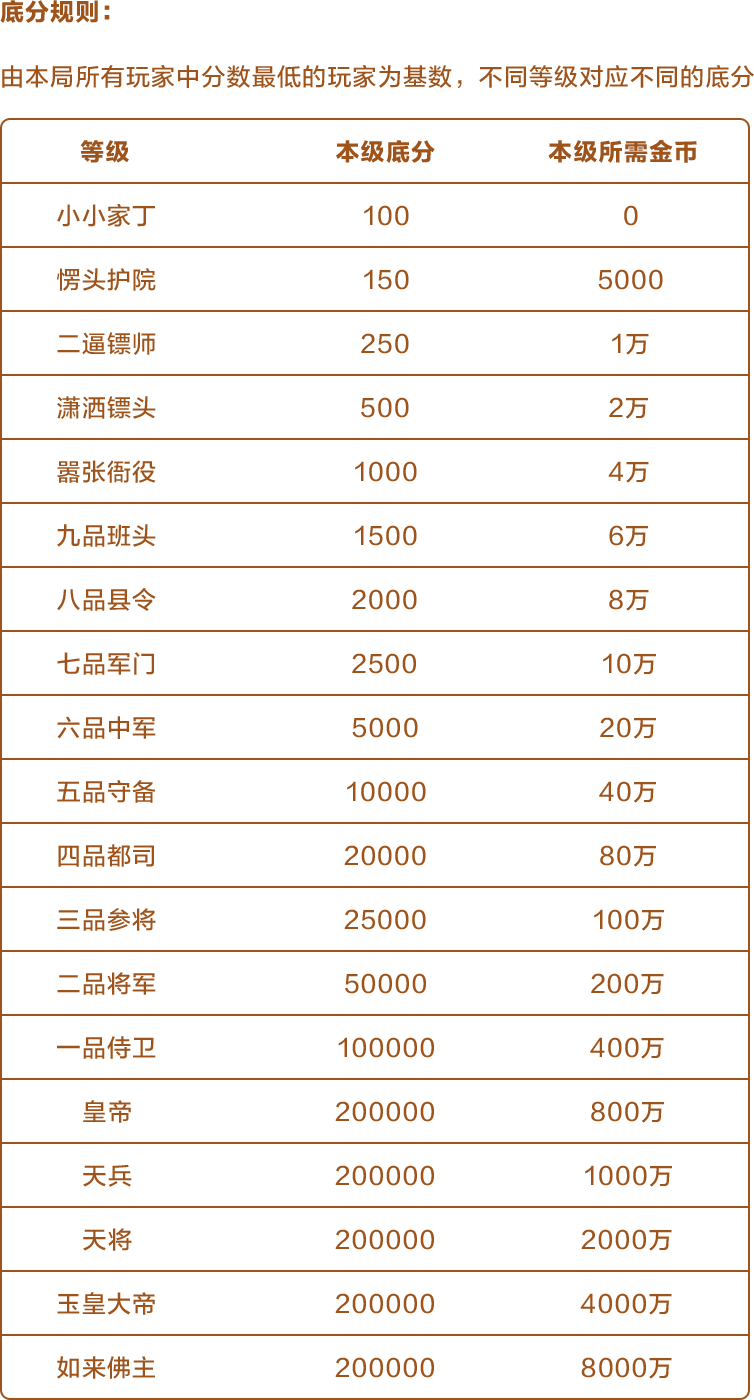 底分规则：
由本局所有玩家中分数最低的玩家为基数，不同等级对应不同的底分
等级 本级底分 本级所需金币
小小家丁 100 0
愣头护院 150 5000
二逼镖师 250 1万
潇洒镖头 500 2万
嚣张衙役 1000 4万
九品班头 1500 6万
八品县令 2000 8万
七品军门 2500 10万
六品中军 5000 20万
五品守备 10000 40万
四品都司 20000 80万
三品参将 25000 100万
二品将军 50000 200万
一品侍卫 100000 400万
皇帝 200000 800万
天兵 200000 1000万
天将 200000 2000万
玉皇大帝 200000 4000万
如来佛主 200000 8000万